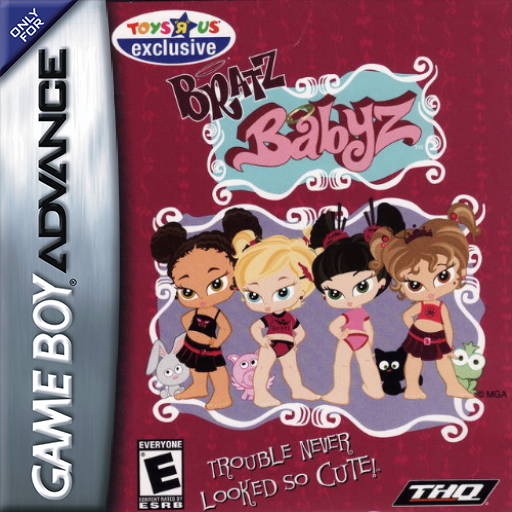 ONLY
FOR
GAME BOY ADVANCE
TOYS R US
exclusive
BRATZ
Babyz
© MGA
EVERYONE
E
CONTENT RATED BY
ESRB
TROUBLE NEVER
LOOKED SO CUTE!
THQ